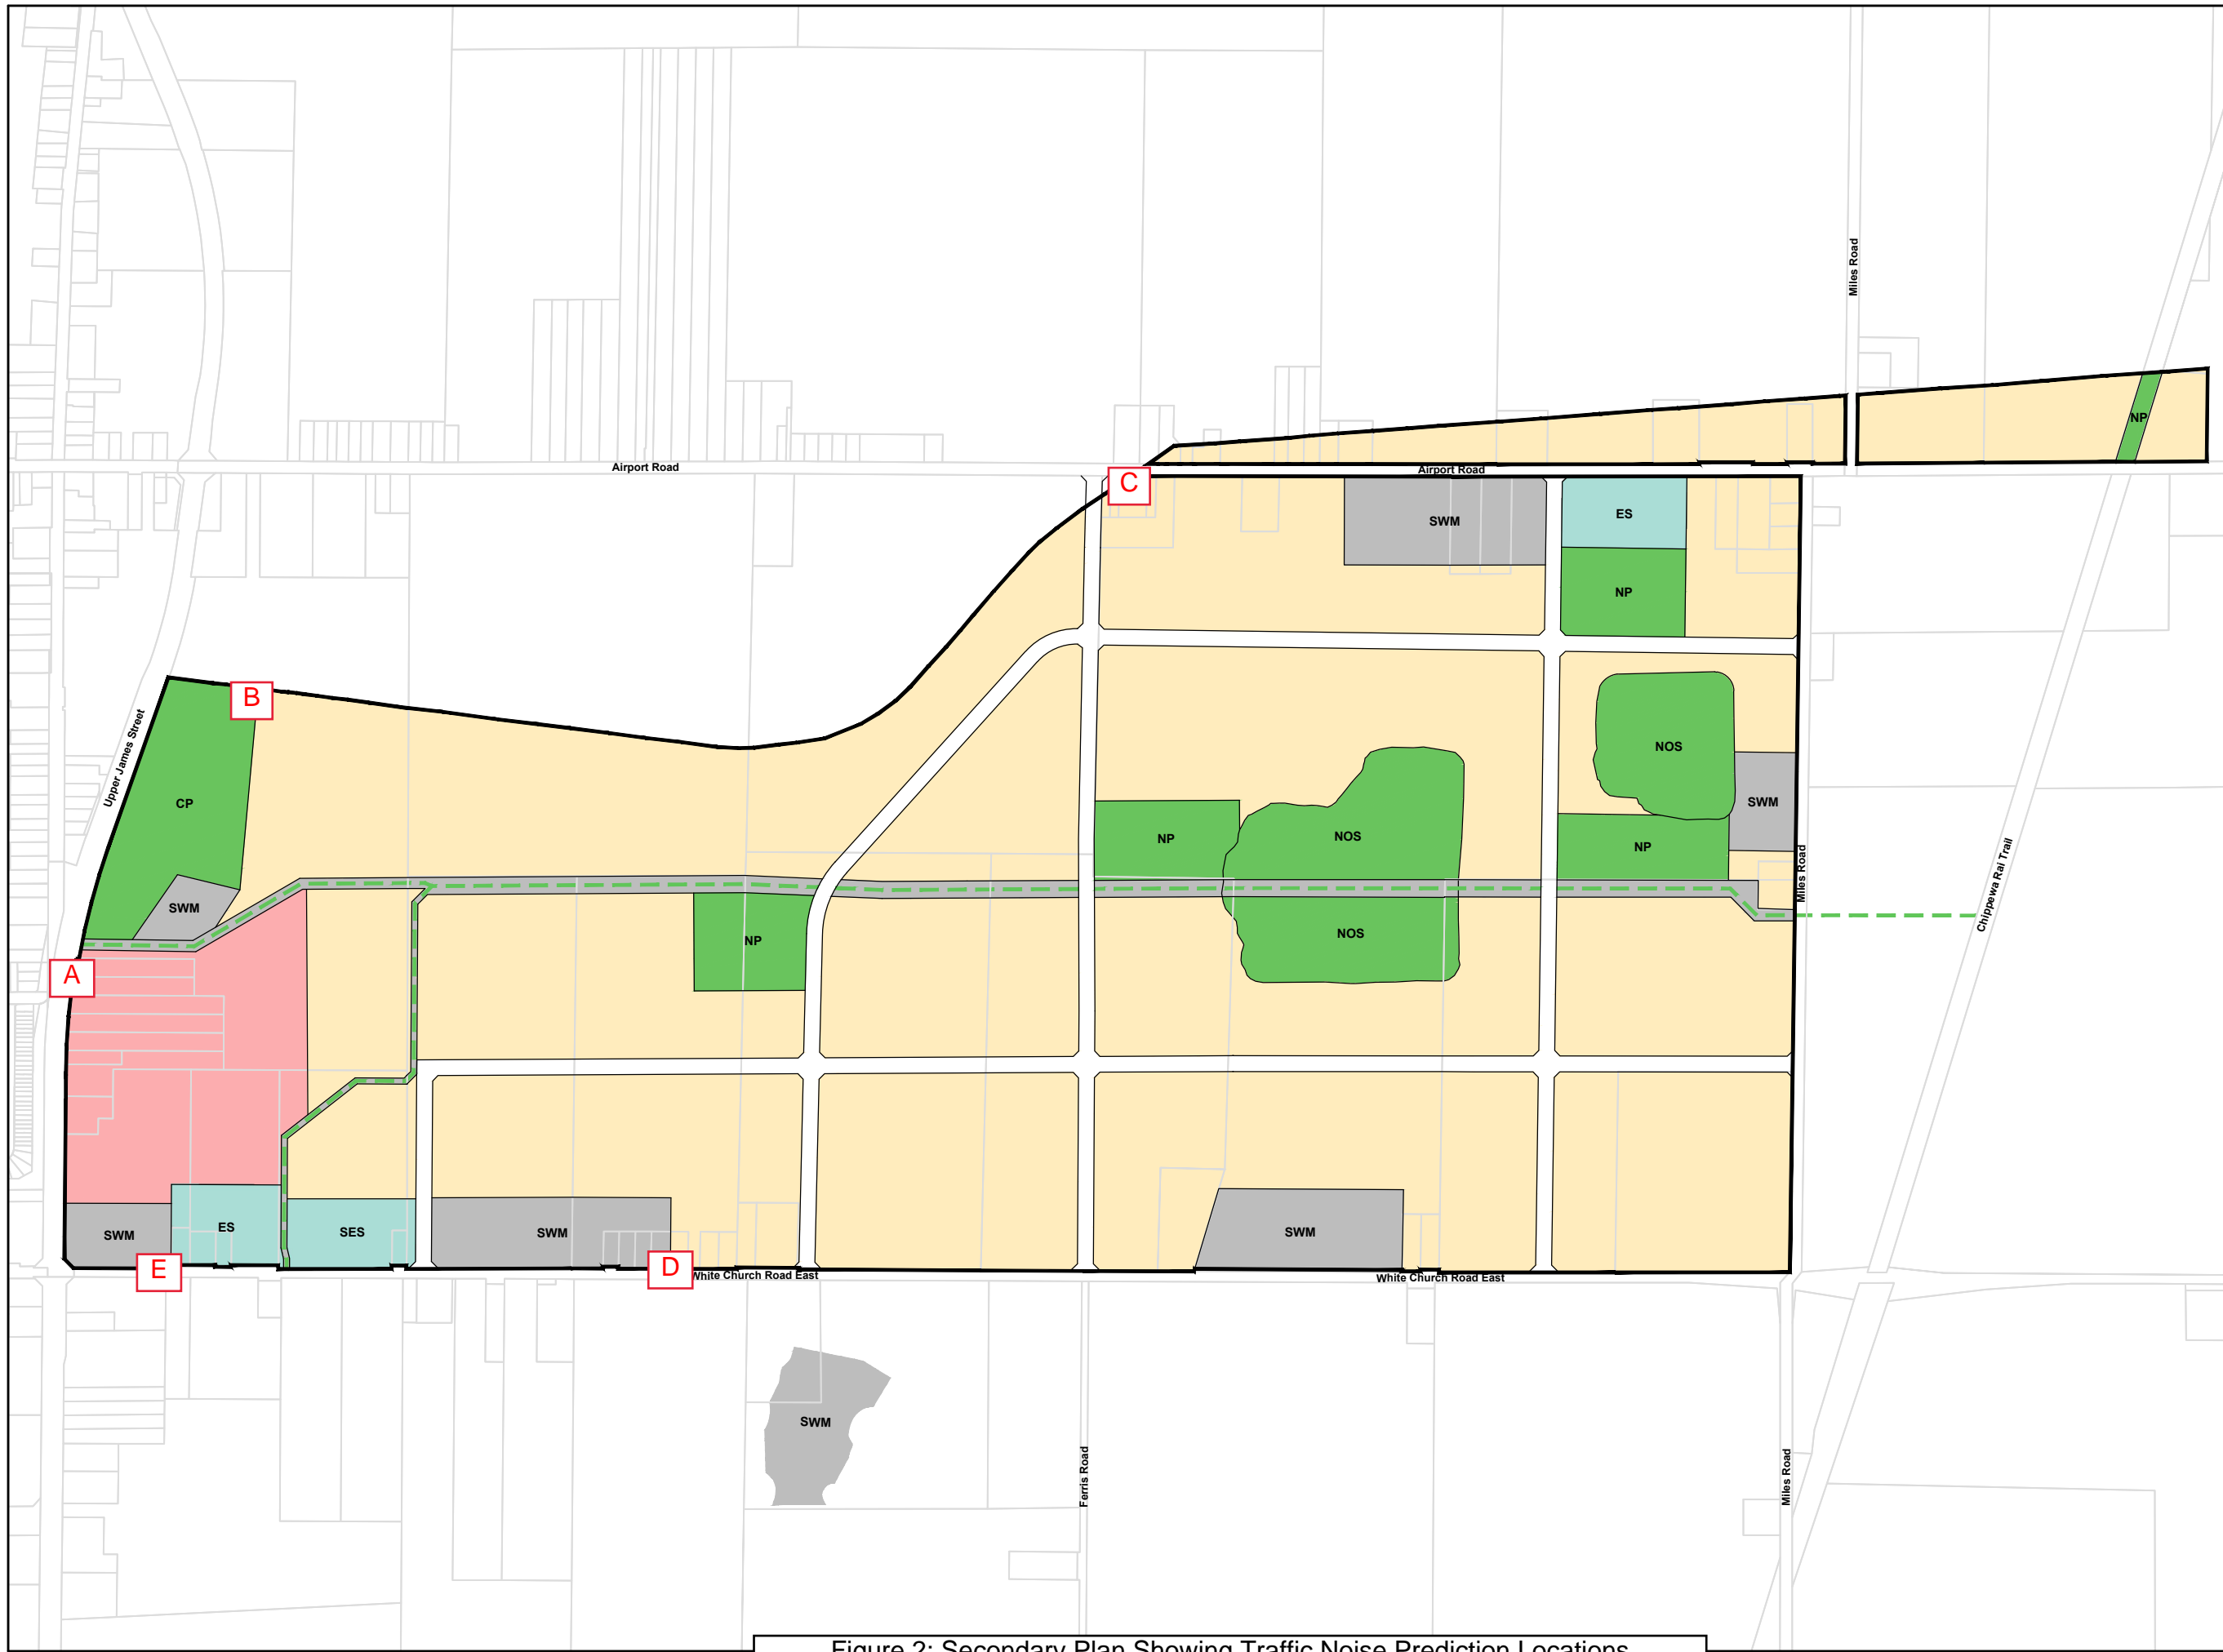 Miles Road
NP
Airport Road
Airport Road
C
SWM
ES
NP
B
Upper James Street
CP
NOS
SWM
NP
NOS
NP
Miles Road
SWM
Chippewa Rai Trail
NP
NOS
A
SWM
ES
SES
SWM
SWM
E
D
White Church Road East
White Church Road East
SWM
Ferris Road
Miles Road
Figure 2: Secondary Plan Showing Traffic Noise Prediction Locations